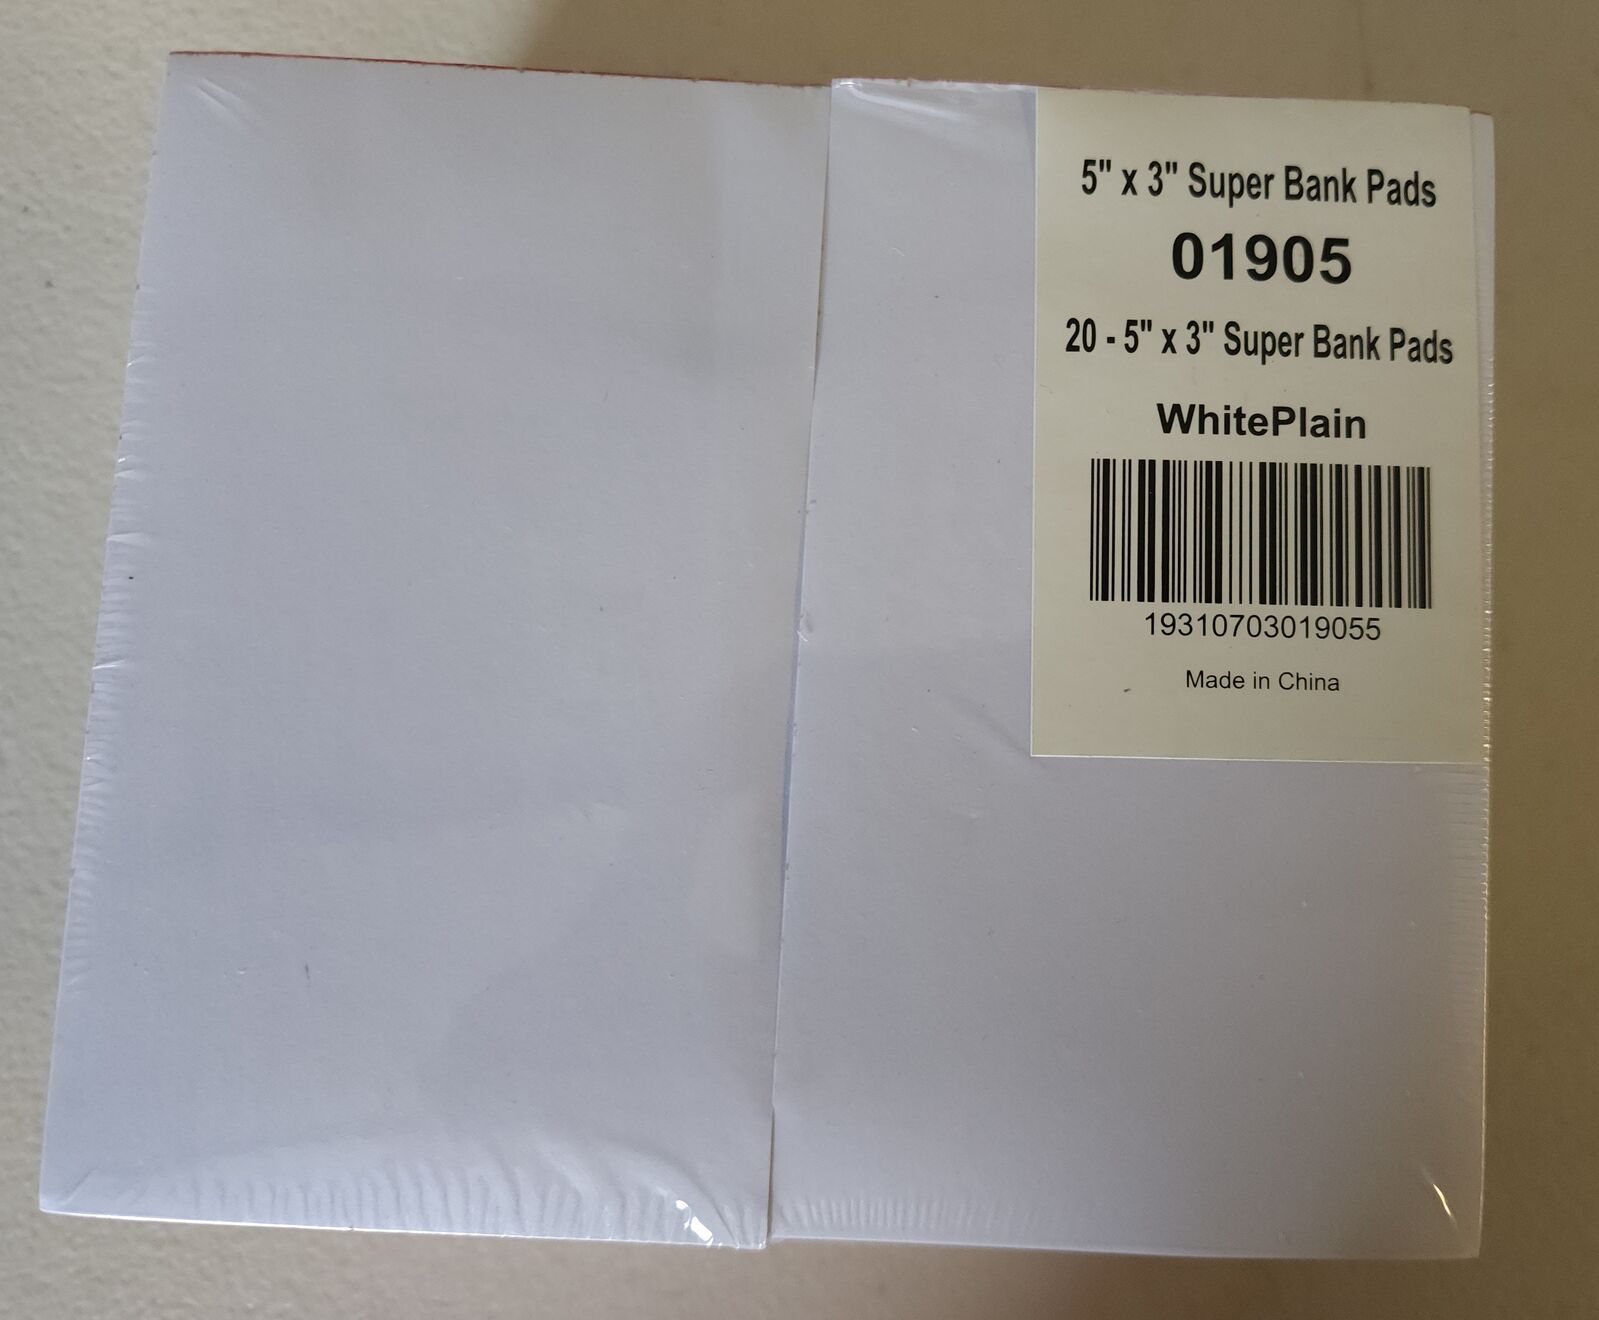 5" x 3" Super Bank Pads
01905
20 - 5" x 3" Super Bank Pads
WhitePlain
19310703019055
Made in China